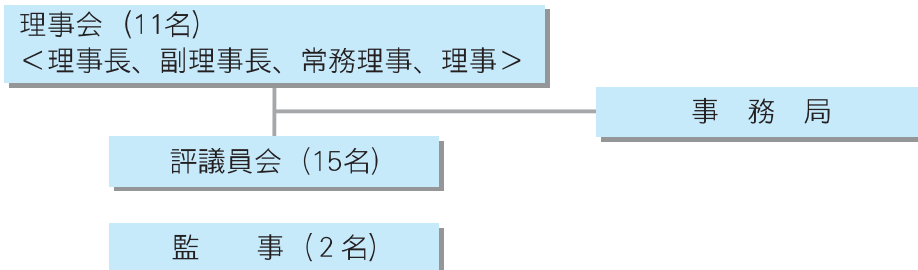 理事会（11名）
＜理事長、副理事長、常務理事、理事＞
事　務　局
評議員会（15名）
監　　事（２名）